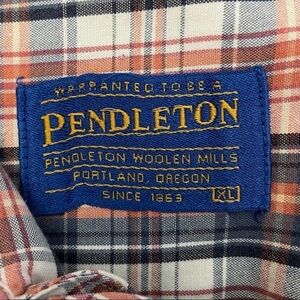 WARRANTED TO BE A
PENDLETON
PENDLETON WOOLEN MILLS
PORTLAND, OREGON
SINCE 1863 XL